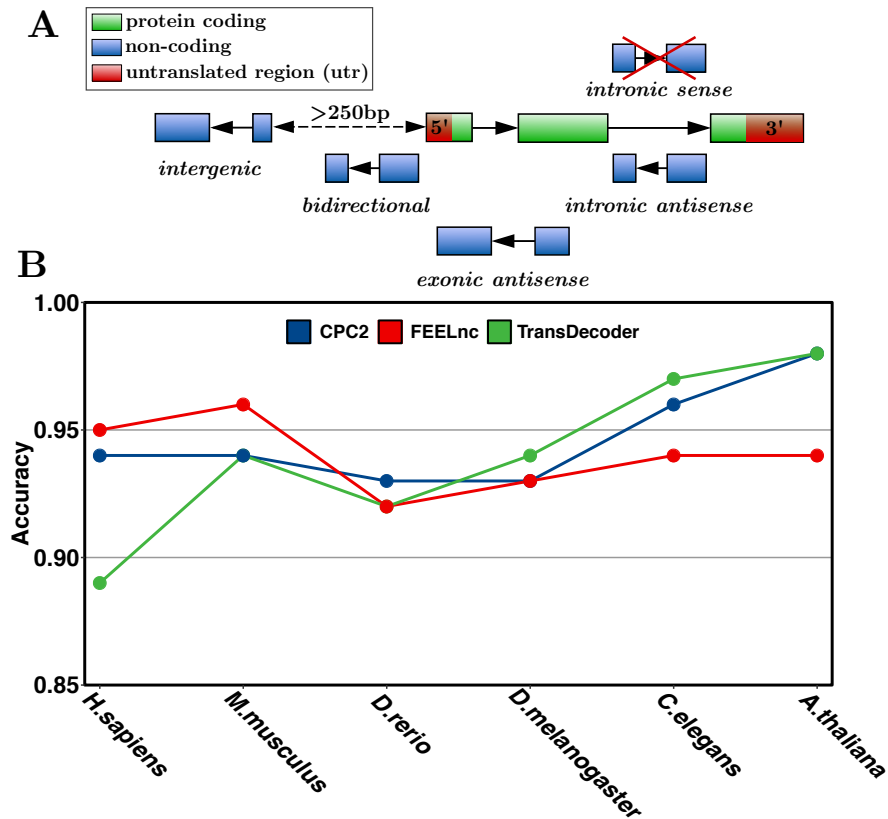 A
protein coding
non-coding
untranslated region (utr)
intronic sense
>250bp
5'
3'
intergenic
bidirectional
intronic antisense
exonic antisense
B
1.00
CPC2 FEELnc TransDecoder
0.95
0.90
0.85
Accuracy
H.sapiens
M.musculus
D.rerio
D.melanogaster
C.elegans
A.thaliana